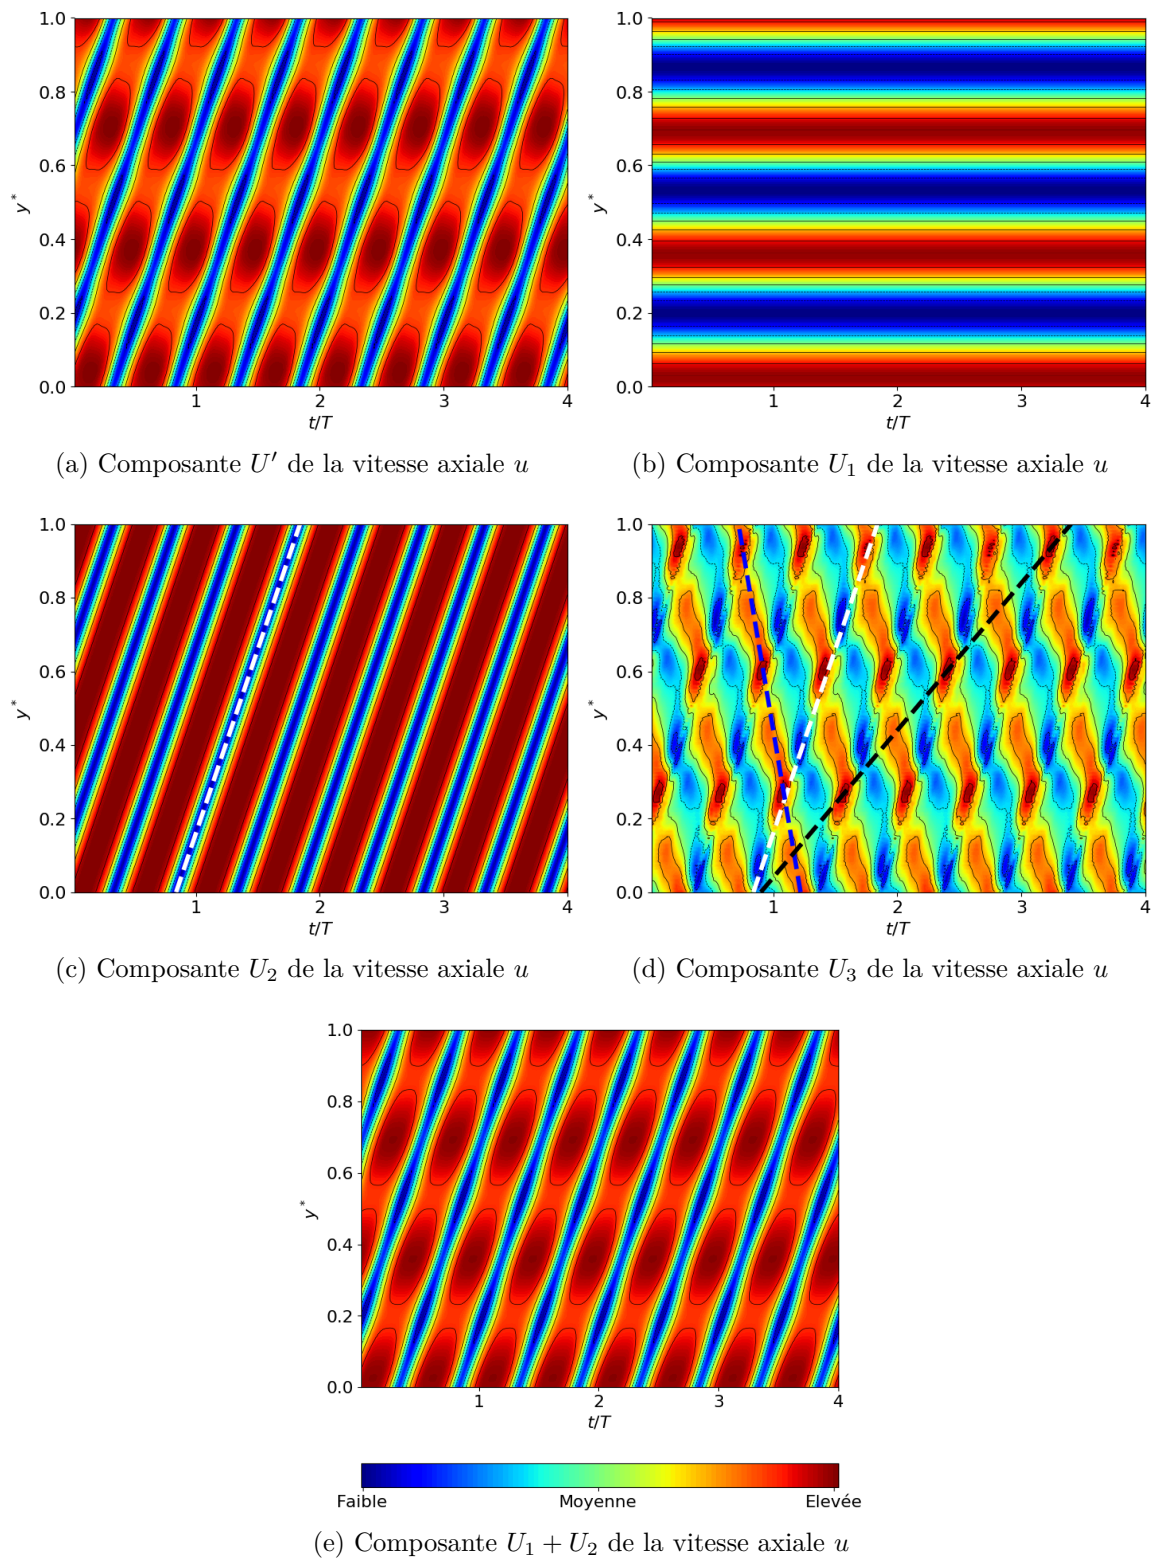 1.0
0.8
0.6
0.4
0.2
0.0
y*
1 2 3 4
t/T
1.0
0.8
0.6
0.4
0.2
0.0
y*
1 2 3 4
t/T
(a) Composante U′ de la vitesse axiale u
(b) Composante U₁ de la vitesse axiale u
1.0
0.8
0.6
0.4
0.2
0.0
y*
1 2 3 4
t/T
1.0
0.8
0.6
0.4
0.2
0.0
y*
1 2 3 4
t/T
(c) Composante U₂ de la vitesse axiale u
(d) Composante U₃ de la vitesse axiale u
1.0
0.8
0.6
0.4
0.2
0.0
y*
1 2 3 4
t/T
Faible Moyenne Elevée
(e) Composante U₁ + U₂ de la vitesse axiale u